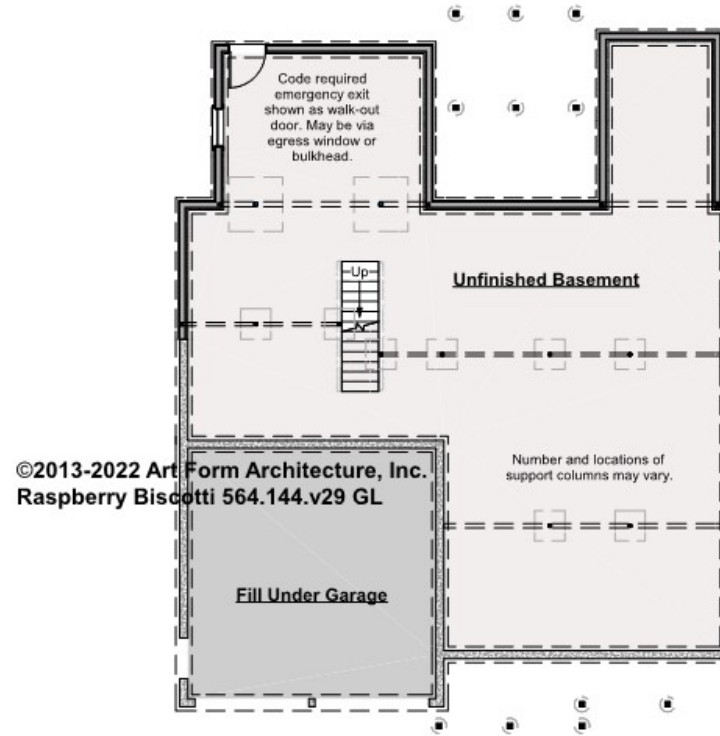 Code required
emergency exit
shown as walk-out
door. May be via
egress window or
bulkhead.
Up
Unfinished Basement
©2013-2022 Art Form Architecture, Inc.
Raspberry Biscotti 564.144.v29 GL
Number and locations of
support columns may vary.
Fill Under Garage